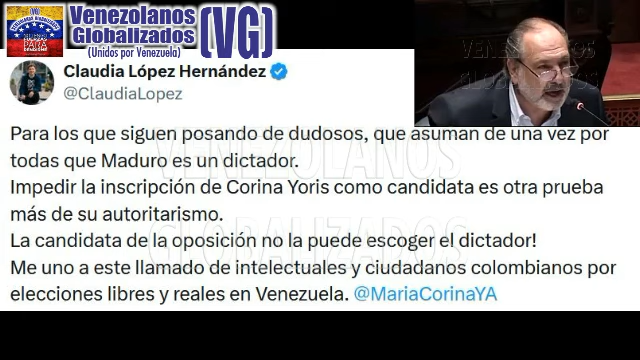 Venezolanos
Globalizados
(Unidos por Venezuela)
(VG)
Claudia López Hernández
@ClaudiaLopez
Para los que siguen posando de dudosos, que asuman de una vez por
todas que Maduro es un dictador.
Impedir la inscripción de Corina Yoris como candidata es otra prueba
más de su autoritarismo.
La candidata de la oposición no la puede escoger el dictador!
Me uno a este llamado de intelectuales y ciudadanos colombianos por
elecciones libres y reales en Venezuela. @MariaCorinaYA
VENEZOLANOS
GLOBALIZADOS